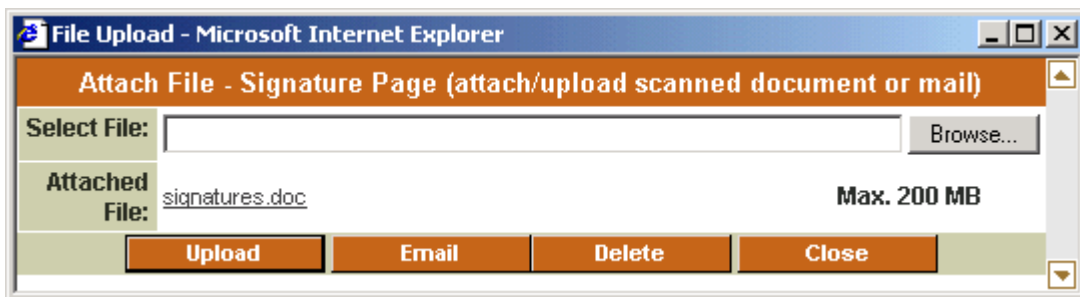 File Upload - Microsoft Internet Explorer
Attach File - Signature Page (attach/upload scanned document or mail)
Select File:
Browse...
Attached
File:
signatures.doc
Max. 200 MB
Upload Email Delete Close